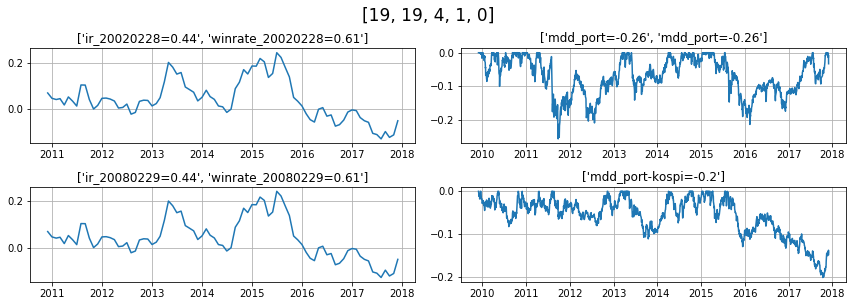 [19, 19, 4, 1, 0]
['ir_20020228=0.44', 'winrate_20020228=0.61']
0.2
0.0
2011 2012 2013 2014 2015 2016 2017 2018
['mdd_port=-0.26', 'mdd_port=-0.26']
0.0
−0.1
−0.2
2010 2011 2012 2013 2014 2015 2016 2017 2018
['ir_20080229=0.44', 'winrate_20080229=0.61']
0.2
0.0
2011 2012 2013 2014 2015 2016 2017 2018
['mdd_port-kospi=-0.2']
0.0
−0.1
−0.2
2010 2011 2012 2013 2014 2015 2016 2017 2018